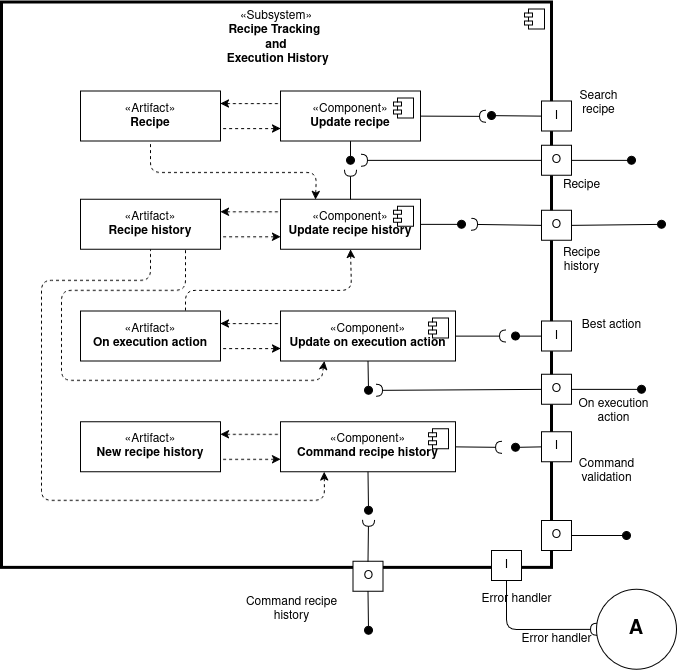 «Subsystem»
Recipe Tracking
and
Execution History
«Artifact»
Recipe
«Component»
Update recipe
I
Search
recipe
O
Recipe
«Artifact»
Recipe history
«Component»
Update recipe history
O
Recipe
history
«Artifact»
On execution action
«Component»
Update on execution action
I
Best action
O
On execution
action
«Artifact»
New recipe history
«Component»
Command recipe history
I
Command
validation
O
I
Error handler
O
Command recipe
history
Error handler
A